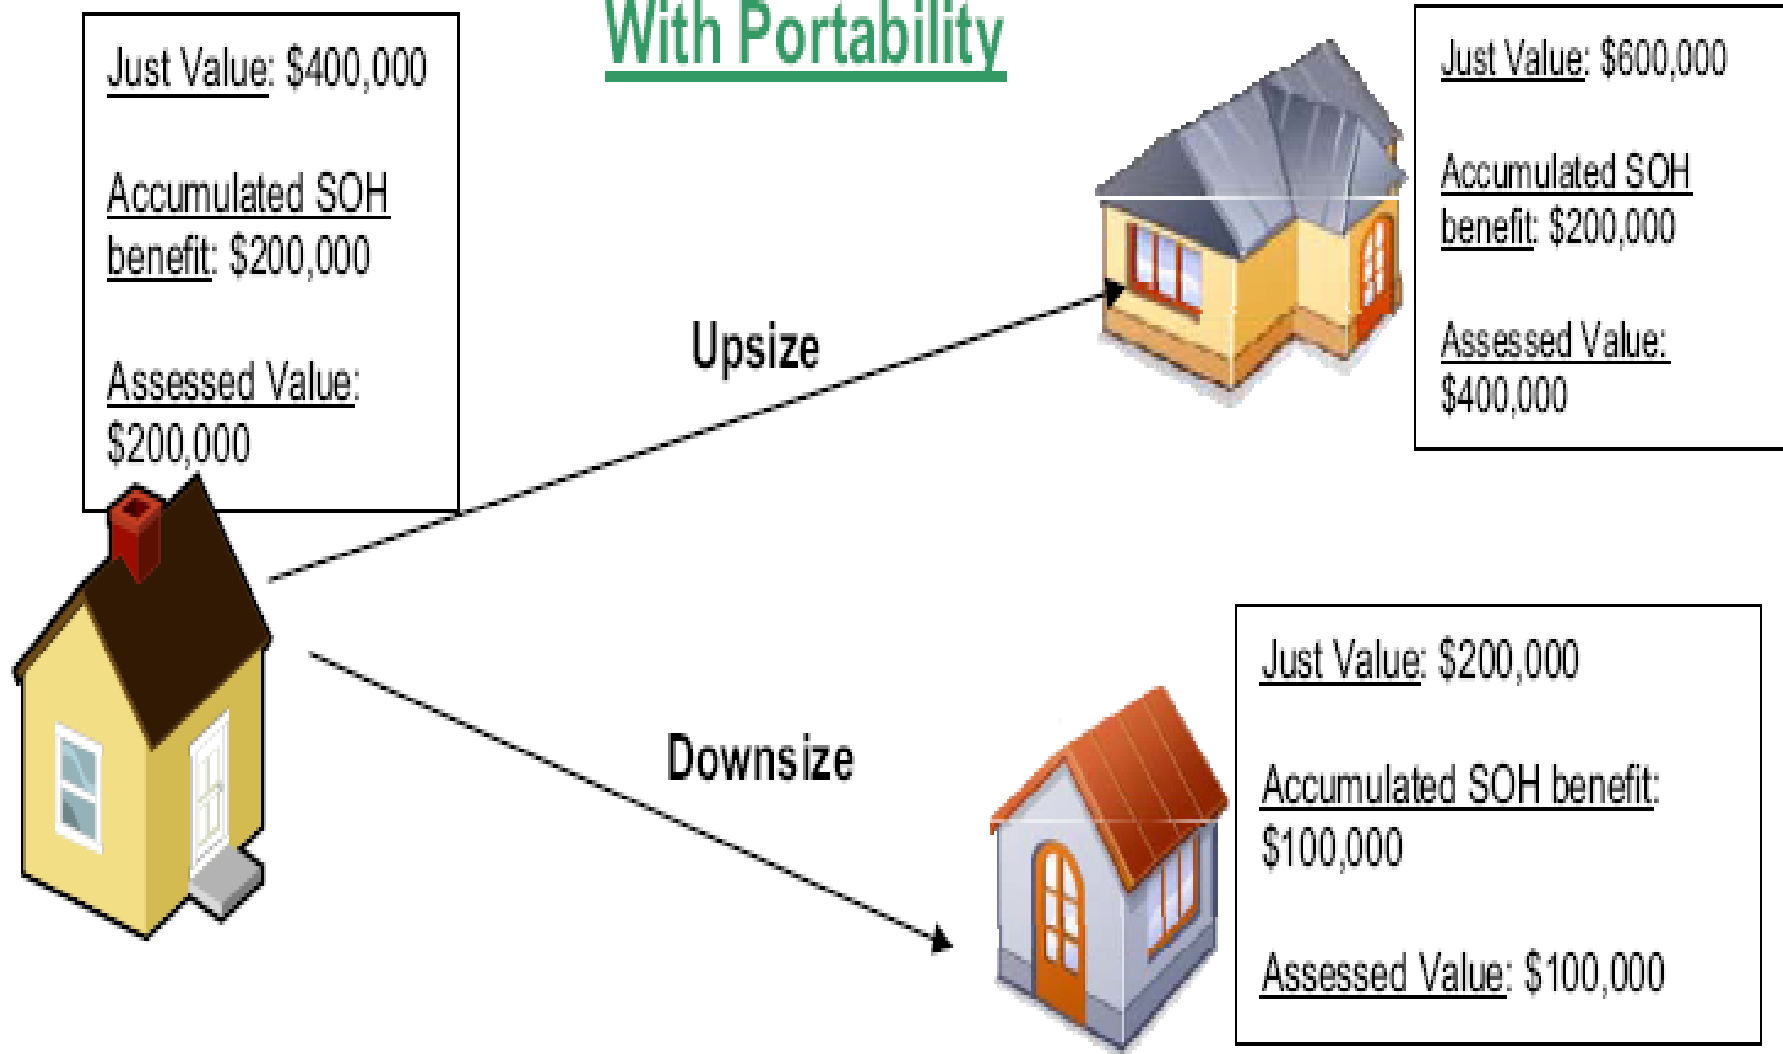 With Portability
Just Value: $400,000
Accumulated SOH
benefit: $200,000
Assessed Value:
$200,000
Upsize
Just Value: $600,000
Accumulated SOH
benefit: $200,000
Assessed Value:
$400,000
Downsize
Just Value: $200,000
Accumulated SOH benefit:
$100,000
Assessed Value: $100,000